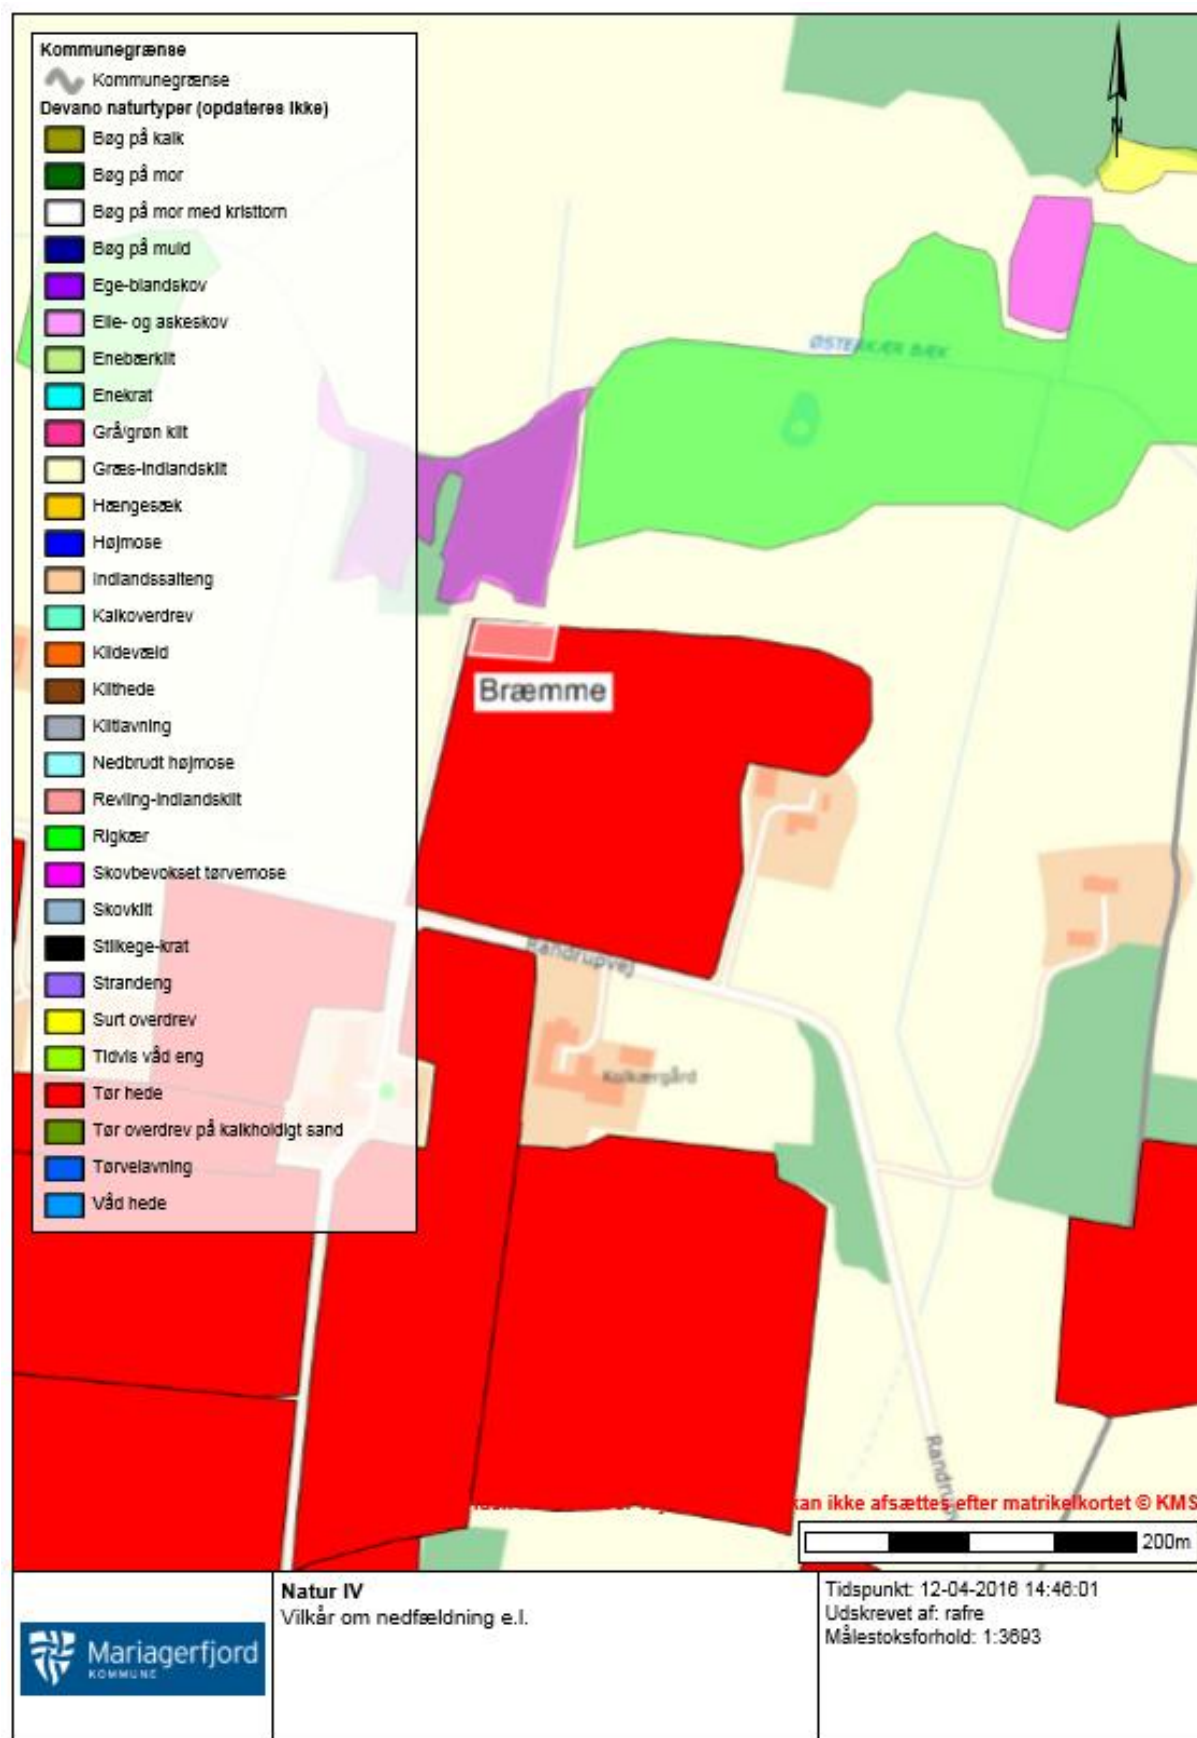 Kommunegrænse
Kommunegrænse
Devano naturtyper (opdateres ikke)
Bøg på kalk
Bøg på mor
Bøg på mor med kristtorn
Bøg på muld
Ege-blandskov
Elle- og askeskov
Enebærklit
Enekrat
Grå/grøn klit
Græs-indlandsklit
Hængesæk
Højmose
Indlandssalteng
Kalkoverdrev
Kildevæld
Klithede
Klitlavning
Nedbrudt højmose
Revling-indlandsklit
Rigkær
Skovbevokset tørvemose
Skovklit
Stilkege-krat
Strandeng
Surt overdrev
Tidvis våd eng
Tør hede
Tør overdrev på kalkholdigt sand
Tørvelavning
Våd hede
N
ØSTERKÆR BÆK
Bræmme
Randrupvej
Kolkærgård
Randrupv
kan ikke afsættes efter matrikelkortet © KMS
200m
Mariagerfjord
KOMMUNE
Natur IV
Vilkår om nedfældning e.l.
Tidspunkt: 12-04-2016 14:46:01
Udskrevet af: rafre
Målestoksforhold: 1:3693